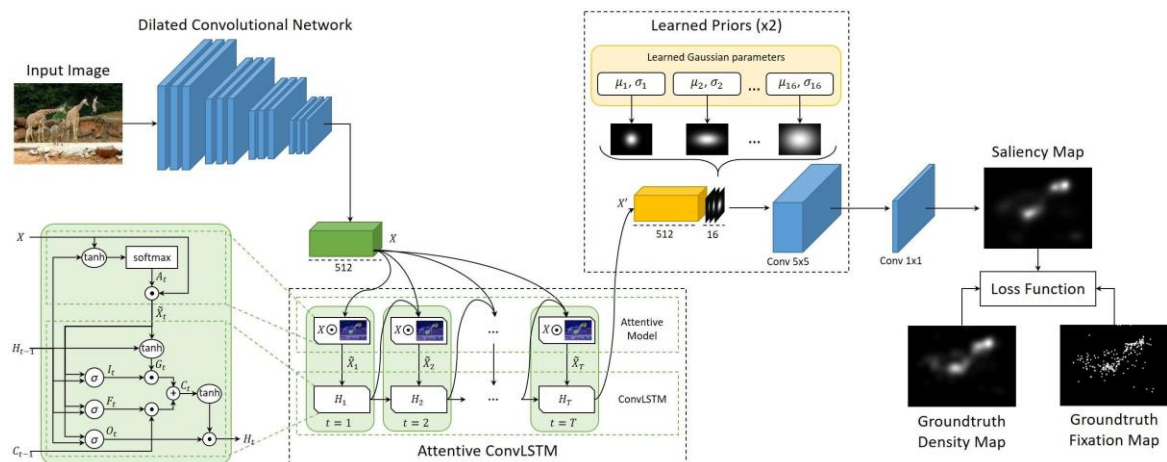 Dilated Convolutional Network
Input Image
Learned Priors (x2)
Learned Gaussian parameters
μ₁, σ₁
μ₂, σ₂
...
μ₁₆, σ₁₆
...
X'
512
16
Conv 5x5
Conv 1x1
Saliency Map
Loss Function
Groundtruth
Density Map
Groundtruth
Fixation Map
X
512
X
tanh
softmax
Aₜ
X̃ₜ
Hₜ₋₁
tanh
Gₜ
σ
Iₜ
Cₜ
tanh
σ
Fₜ
σ
Oₜ
Hₜ
Cₜ₋₁
X
X
...
X
Attentive
Model
X̃₁
X̃₂
X̃_T
H₁
H₂
...
H_T
ConvLSTM
t = 1
t = 2
t = T
Attentive ConvLSTM